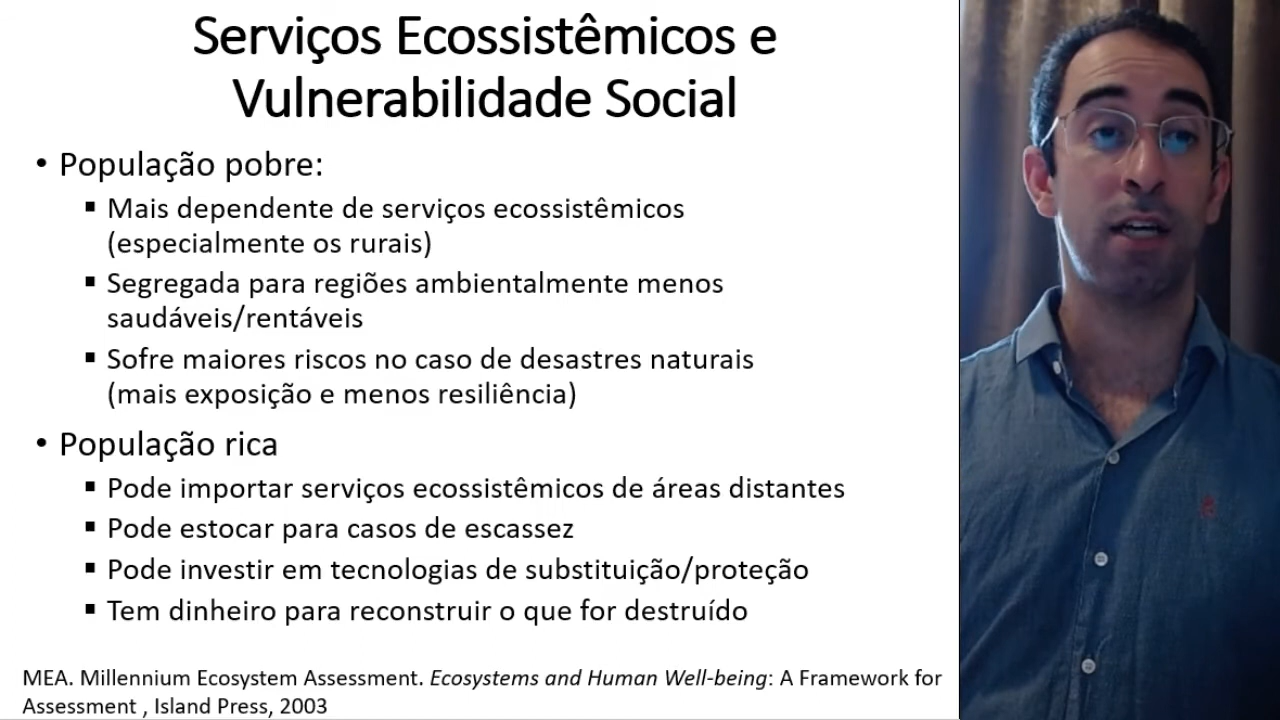 Serviços Ecossistêmicos e
Vulnerabilidade Social
• População pobre:
▪ Mais dependente de serviços ecossistêmicos
(especialmente os rurais)
▪ Segregada para regiões ambientalmente menos
saudáveis/rentáveis
▪ Sofre maiores riscos no caso de desastres naturais
(mais exposição e menos resiliência)
• População rica
▪ Pode importar serviços ecossistêmicos de áreas distantes
▪ Pode estocar para casos de escassez
▪ Pode investir em tecnologias de substituição/proteção
▪ Tem dinheiro para reconstruir o que for destruído
MEA. Millennium Ecosystem Assessment. Ecosystems and Human Well-being: A Framework for
Assessment , Island Press, 2003